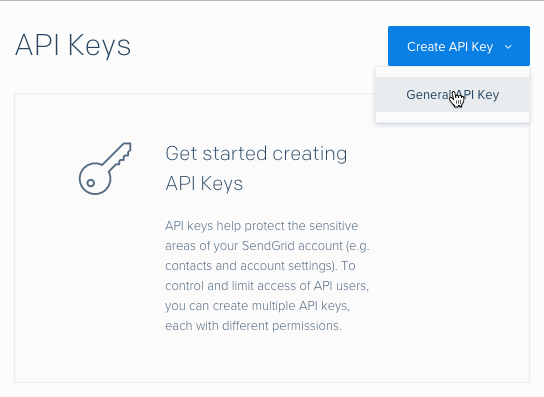 API Keys
Create API Key
General API Key
Get started creating
API Keys
API keys help protect the sensitive
areas of your SendGrid account (e.g.
contacts and account settings). To
control and limit access of API users,
you can create multiple API keys,
each with different permissions.